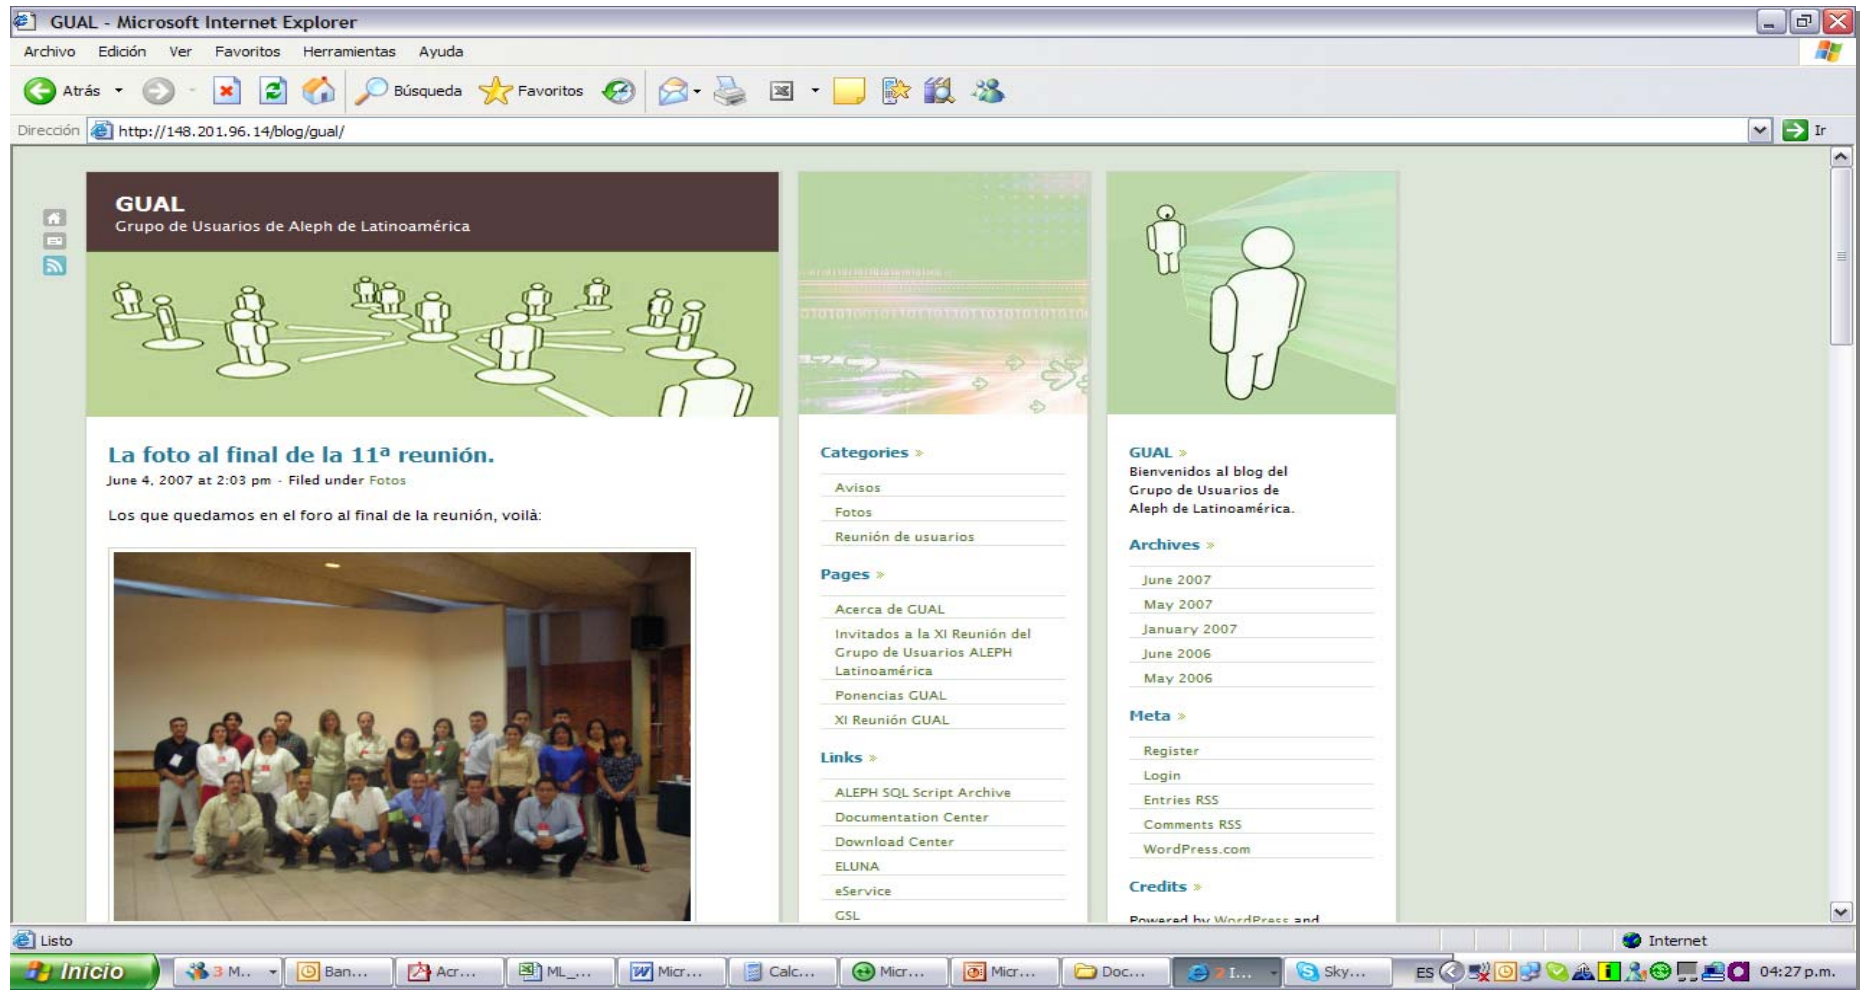 GUAL - Microsoft Internet Explorer
Archivo Edición Ver Favoritos Herramientas Ayuda
Atrás Búsqueda Favoritos
Dirección http://148.201.96.14/blog/gual/ Ir
GUAL
Grupo de Usuarios de Aleph de Latinoamérica
La foto al final de la 11ª reunión.
June 4, 2007 at 2:03 pm - Filed under Fotos
Los que quedamos en el foro al final de la reunión, voilà:
Categories »
Avisos
Fotos
Reunión de usuarios
Pages »
Acerca de GUAL
Invitados a la XI Reunión del
Grupo de Usuarios ALEPH
Latinoamérica
Ponencias GUAL
XI Reunión GUAL
Links »
ALEPH SQL Script Archive
Documentation Center
Download Center
ELUNA
eService
GSL
GUAL »
Bienvenidos al blog del
Grupo de Usuarios de
Aleph de Latinoamérica.
Archives »
June 2007
May 2007
January 2007
June 2006
May 2006
Meta »
Register
Login
Entries RSS
Comments RSS
WordPress.com
Credits »
Powered by WordPress and
Listo Internet
Inicio 3 M... Ban... Acr... ML_... Micr... Calc... Micr... Micr... Doc... 2 I... Sky... ES 04:27 p.m.